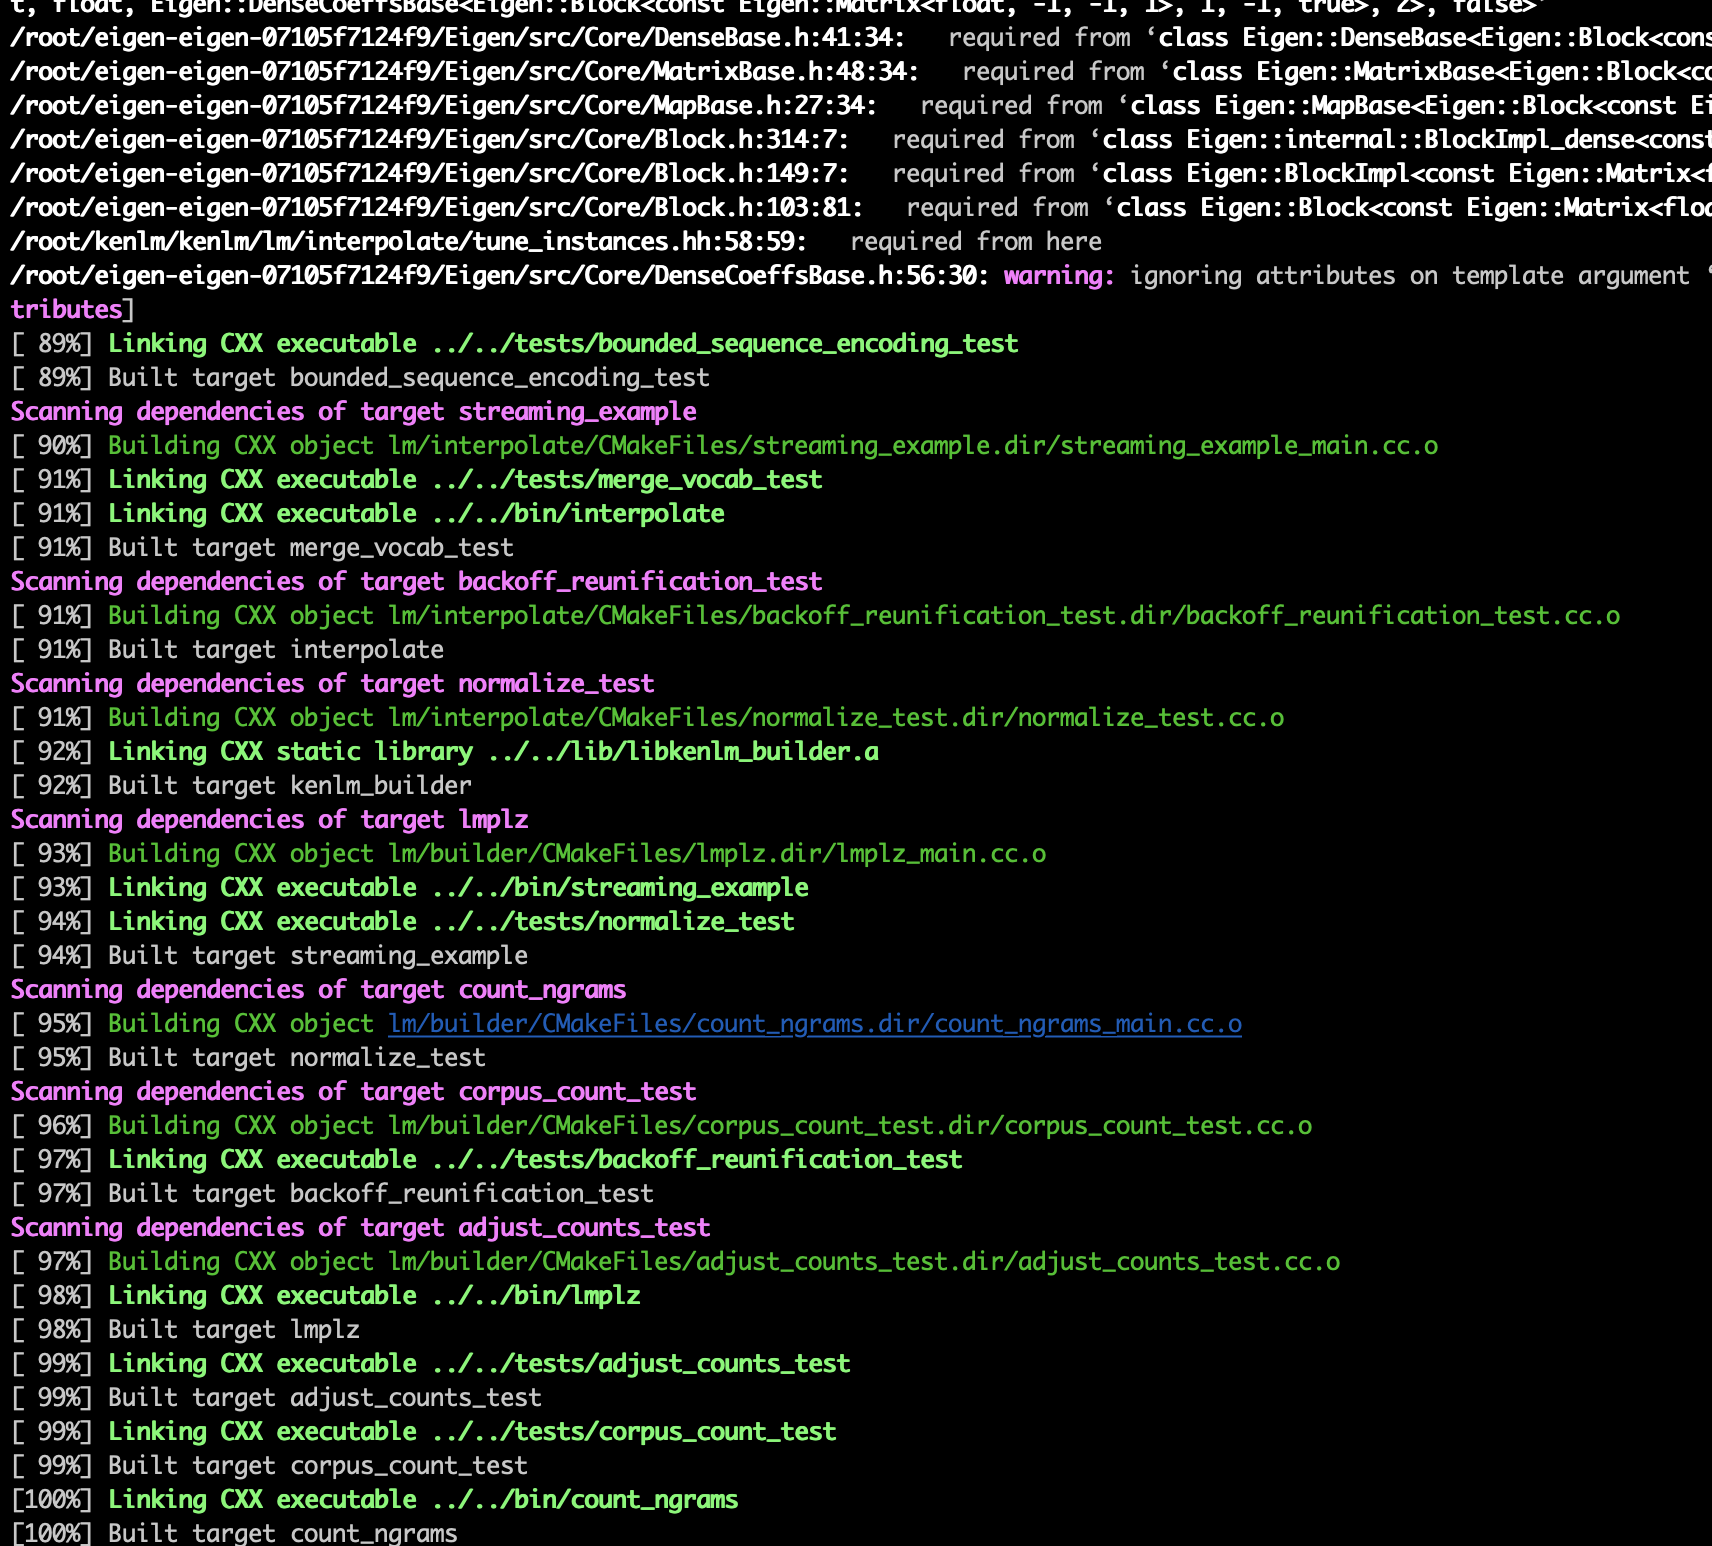 t, float, Eigen::DenseCoeffsBase<Eigen::Block<const Eigen::Matrix<float, -1, -1, 1>, 1, -1, true>, 2>, false>’
/root/eigen-eigen-07105f7124f9/Eigen/src/Core/DenseBase.h:41:34:   required from ‘class Eigen::DenseBase<Eigen::Block<cons
/root/eigen-eigen-07105f7124f9/Eigen/src/Core/MatrixBase.h:48:34:   required from ‘class Eigen::MatrixBase<Eigen::Block<co
/root/eigen-eigen-07105f7124f9/Eigen/src/Core/MapBase.h:27:34:   required from ‘class Eigen::MapBase<Eigen::Block<const Ei
/root/eigen-eigen-07105f7124f9/Eigen/src/Core/Block.h:314:7:   required from ‘class Eigen::internal::BlockImpl_dense<const
/root/eigen-eigen-07105f7124f9/Eigen/src/Core/Block.h:149:7:   required from ‘class Eigen::BlockImpl<const Eigen::Matrix<f
/root/eigen-eigen-07105f7124f9/Eigen/src/Core/Block.h:103:81:   required from ‘class Eigen::Block<const Eigen::Matrix<floa
/root/kenlm/kenlm/lm/interpolate/tune_instances.hh:58:59:   required from here
/root/eigen-eigen-07105f7124f9/Eigen/src/Core/DenseCoeffsBase.h:56:30: warning: ignoring attributes on template argument ‘
tributes]
[ 89%] Linking CXX executable ../../tests/bounded_sequence_encoding_test
[ 89%] Built target bounded_sequence_encoding_test
Scanning dependencies of target streaming_example
[ 90%] Building CXX object lm/interpolate/CMakeFiles/streaming_example.dir/streaming_example_main.cc.o
[ 91%] Linking CXX executable ../../tests/merge_vocab_test
[ 91%] Linking CXX executable ../../bin/interpolate
[ 91%] Built target merge_vocab_test
Scanning dependencies of target backoff_reunification_test
[ 91%] Building CXX object lm/interpolate/CMakeFiles/backoff_reunification_test.dir/backoff_reunification_test.cc.o
[ 91%] Built target interpolate
Scanning dependencies of target normalize_test
[ 91%] Building CXX object lm/interpolate/CMakeFiles/normalize_test.dir/normalize_test.cc.o
[ 92%] Linking CXX static library ../../lib/libkenlm_builder.a
[ 92%] Built target kenlm_builder
Scanning dependencies of target lmplz
[ 93%] Building CXX object lm/builder/CMakeFiles/lmplz.dir/lmplz_main.cc.o
[ 93%] Linking CXX executable ../../bin/streaming_example
[ 94%] Linking CXX executable ../../tests/normalize_test
[ 94%] Built target streaming_example
Scanning dependencies of target count_ngrams
[ 95%] Building CXX object lm/builder/CMakeFiles/count_ngrams.dir/count_ngrams_main.cc.o
[ 95%] Built target normalize_test
Scanning dependencies of target corpus_count_test
[ 96%] Building CXX object lm/builder/CMakeFiles/corpus_count_test.dir/corpus_count_test.cc.o
[ 97%] Linking CXX executable ../../tests/backoff_reunification_test
[ 97%] Built target backoff_reunification_test
Scanning dependencies of target adjust_counts_test
[ 97%] Building CXX object lm/builder/CMakeFiles/adjust_counts_test.dir/adjust_counts_test.cc.o
[ 98%] Linking CXX executable ../../bin/lmplz
[ 98%] Built target lmplz
[ 99%] Linking CXX executable ../../tests/adjust_counts_test
[ 99%] Built target adjust_counts_test
[ 99%] Linking CXX executable ../../tests/corpus_count_test
[ 99%] Built target corpus_count_test
[100%] Linking CXX executable ../../bin/count_ngrams
[100%] Built target count_ngrams